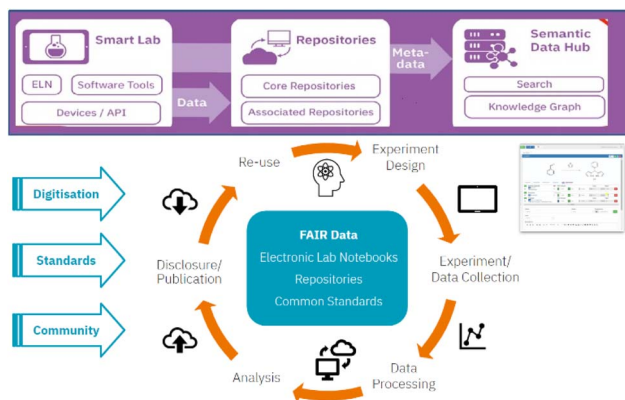 Smart Lab
ELN
Software Tools
Devices / API
Data
Repositories
Core Repositories
Associated Repositories
Meta-
data
Semantic
Data Hub
Search
Knowledge Graph
Digitisation
Standards
Community
Re-use
Experiment
Design
Experiment/
Data Collection
Data
Processing
Analysis
Disclosure/
Publication
FAIR Data
Electronic Lab Notebooks
Repositories
Common Standards